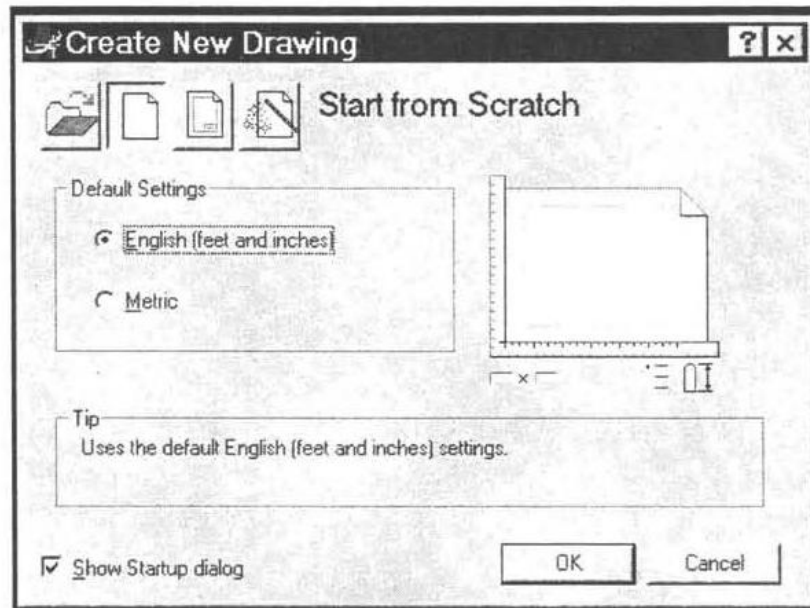 Create New Drawing
Start from Scratch
Default Settings
English (feet and inches)
Metric
Tip
Uses the default English (feet and inches) settings.
Show Startup dialog
OK
Cancel